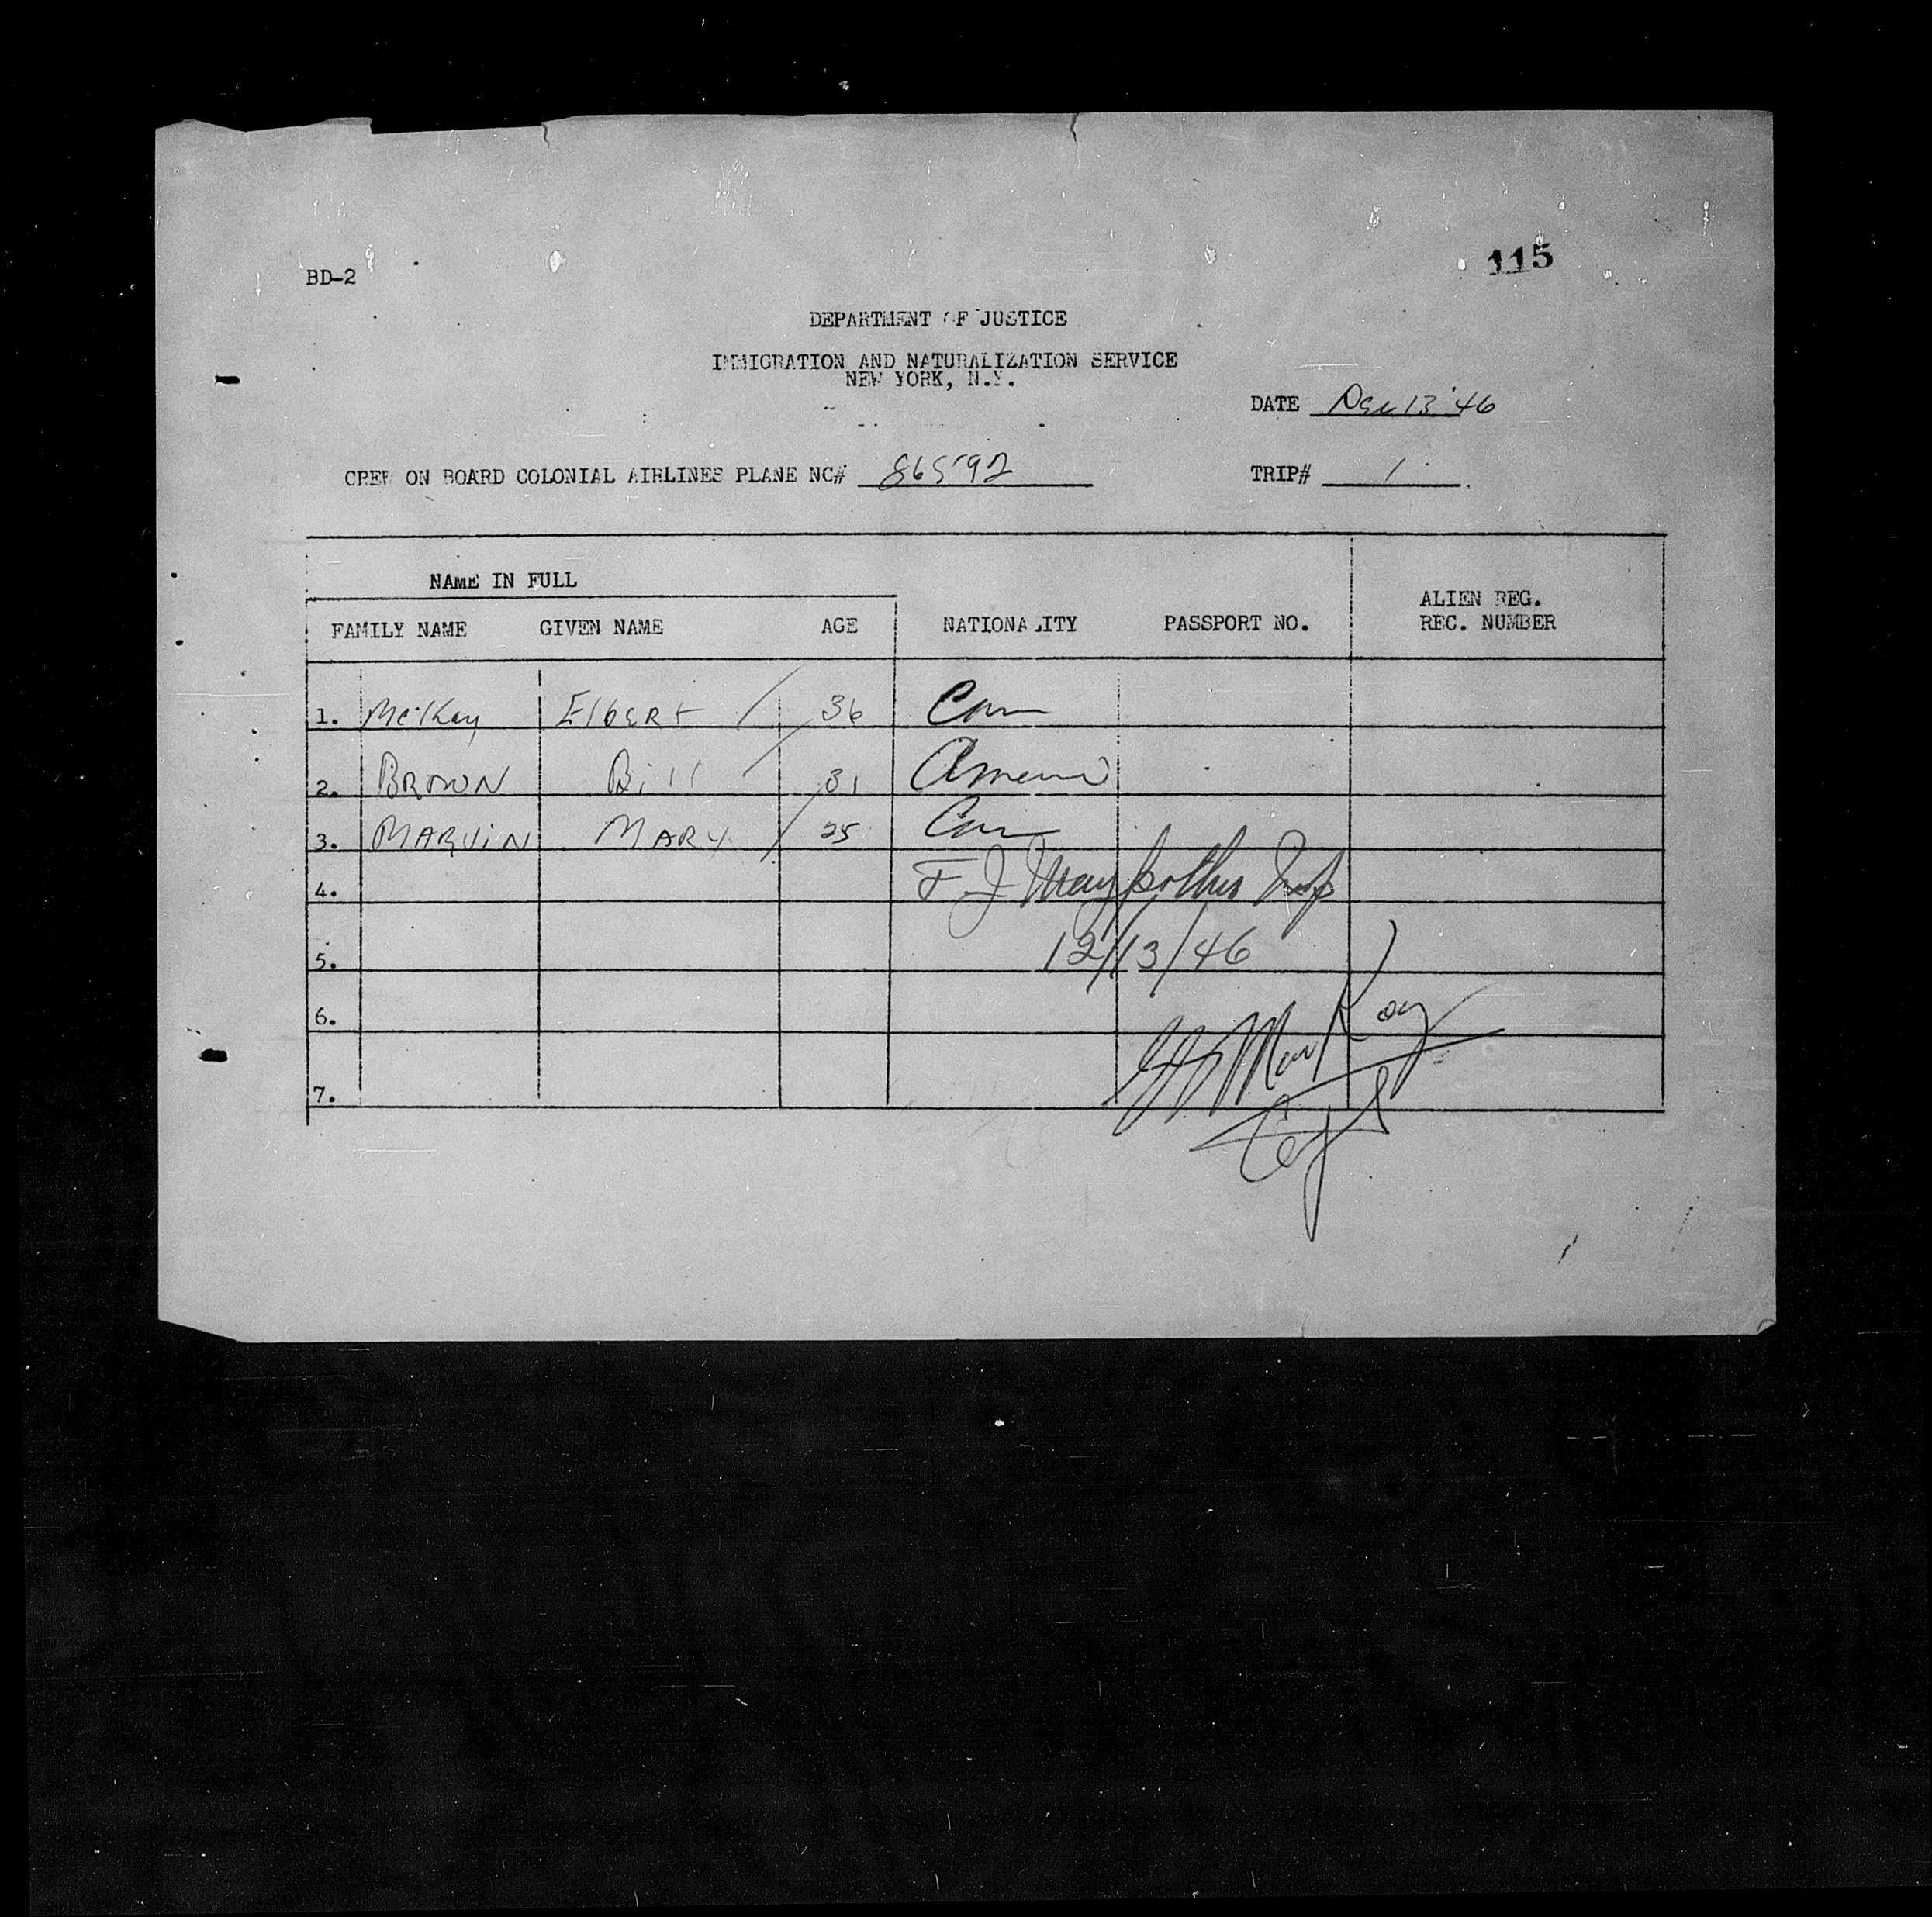 BD-2
115
DEPARTMENT OF JUSTICE
IMMIGRATION AND NATURALIZATION SERVICE
NEW YORK, N.Y.
DATE Dec 13 '46
CREW ON BOARD COLONIAL AIRLINES PLANE NC# 86592 TRIP# 1
NAME IN FULL
FAMILY NAME GIVEN NAME AGE NATIONALITY PASSPORT NO. ALIEN REG. REC. NUMBER
1. McKay Elbert 36 Can
2. BROWN Bill 31
3. MARVIN MARY 25 Can
4. F. J. Insp
5. 12/13/46
6.
7.
Capt